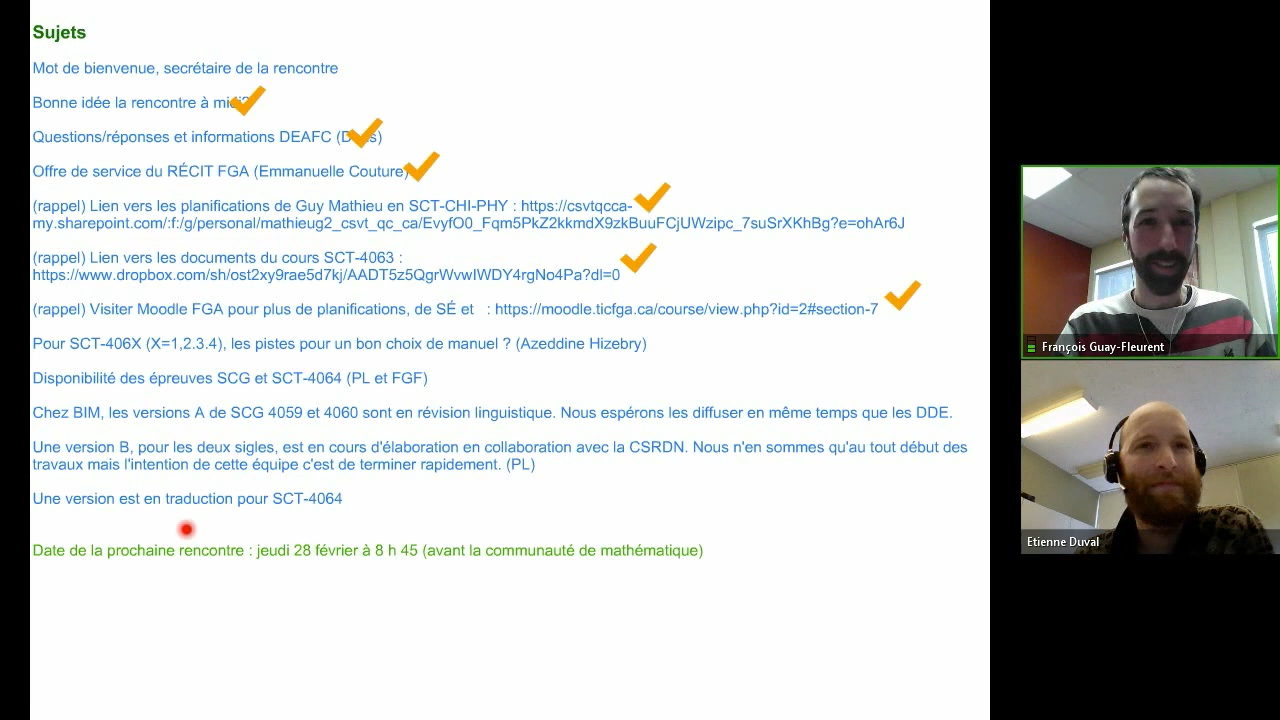 Sujets
Mot de bienvenue, secrétaire de la rencontre
Bonne idée la rencontre à midi?
Questions/réponses et informations DEAFC (D
Offre de service du RÉCIT FGA (Emmanuelle Couture)
(rappel) Lien vers les planifications de Guy Mathieu en SCT-CHI-PHY : https://csvtqcca-
my.sharepoint.com/:f:/g/personal/mathieug2_csvt_qc_ca/EvyfO0_Fqm5PkZ2kkmdX9zkBuuFCjUWzipc_7suSrXKhBg?e=ohAr6J
(rappel) Lien vers les documents du cours SCT-4063 :
https://www.dropbox.com/sh/ost2xy9rae5d7kj/AADT5z5QgrWvwIWDY4rgNo4Pa?dl=0
(rappel) Visiter Moodle FGA pour plus de planifications, de SÉ et : https://moodle.ticfga.ca/course/view.php?id=2#section-7
Pour SCT-406X (X=1,2.3.4), les pistes pour un bon choix de manuel ? (Azeddine Hizebry)
Disponibilité des épreuves SCG et SCT-4064 (PL et FGF)
Chez BIM, les versions A de SCG 4059 et 4060 sont en révision linguistique. Nous espérons les diffuser en même temps que les DDE.
Une version B, pour les deux sigles, est en cours d'élaboration en collaboration avec la CSRDN. Nous n'en sommes qu'au tout début des
travaux mais l'intention de cette équipe c'est de terminer rapidement. (PL)
Une version est en traduction pour SCT-4064
Date de la prochaine rencontre : jeudi 28 février à 8 h 45 (avant la communauté de mathématique)
François Guay-Fleurent
Etienne Duval